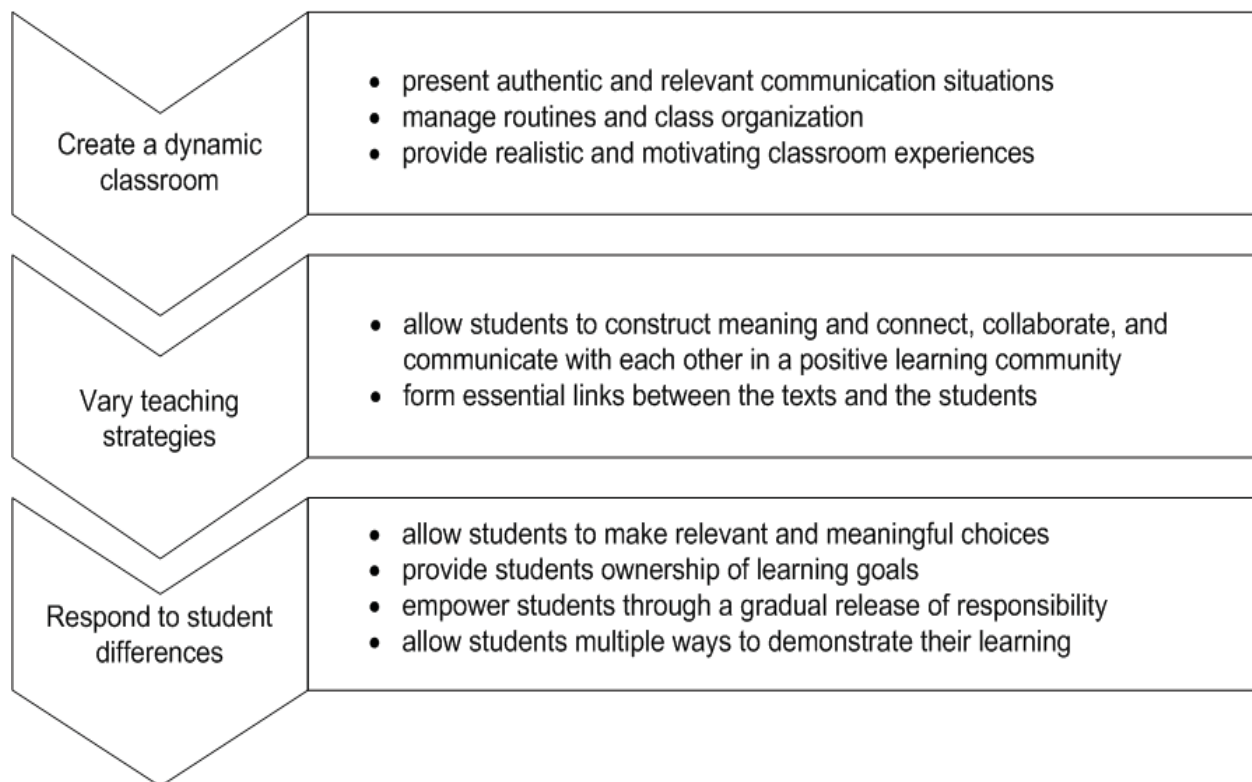 Create a dynamic
classroom
• present authentic and relevant communication situations
• manage routines and class organization
• provide realistic and motivating classroom experiences
Vary teaching
strategies
• allow students to construct meaning and connect, collaborate, and
communicate with each other in a positive learning community
• form essential links between the texts and the students
Respond to student
differences
• allow students to make relevant and meaningful choices
• provide students ownership of learning goals
• empower students through a gradual release of responsibility
• allow students multiple ways to demonstrate their learning